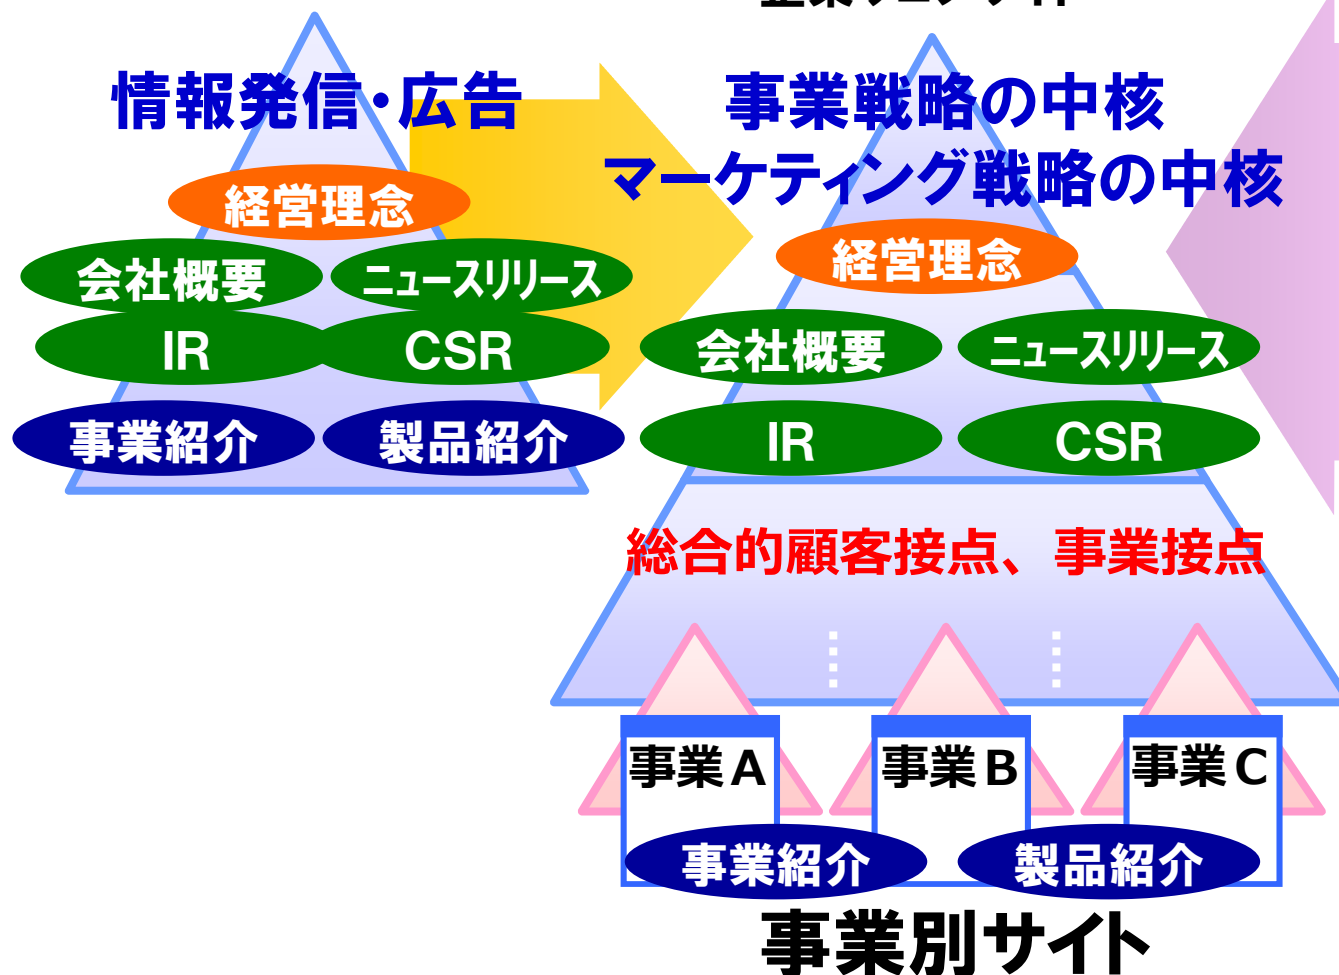 情報発信・広告
経営理念
会社概要
ニュースリリース
IR
CSR
事業紹介
製品紹介
事業戦略の中核
マーケティング戦略の中核
経営理念
会社概要
ニュースリリース
IR
CSR
総合的顧客接点、事業接点
事業A
事業B
事業C
事業紹介
製品紹介
事業別サイト